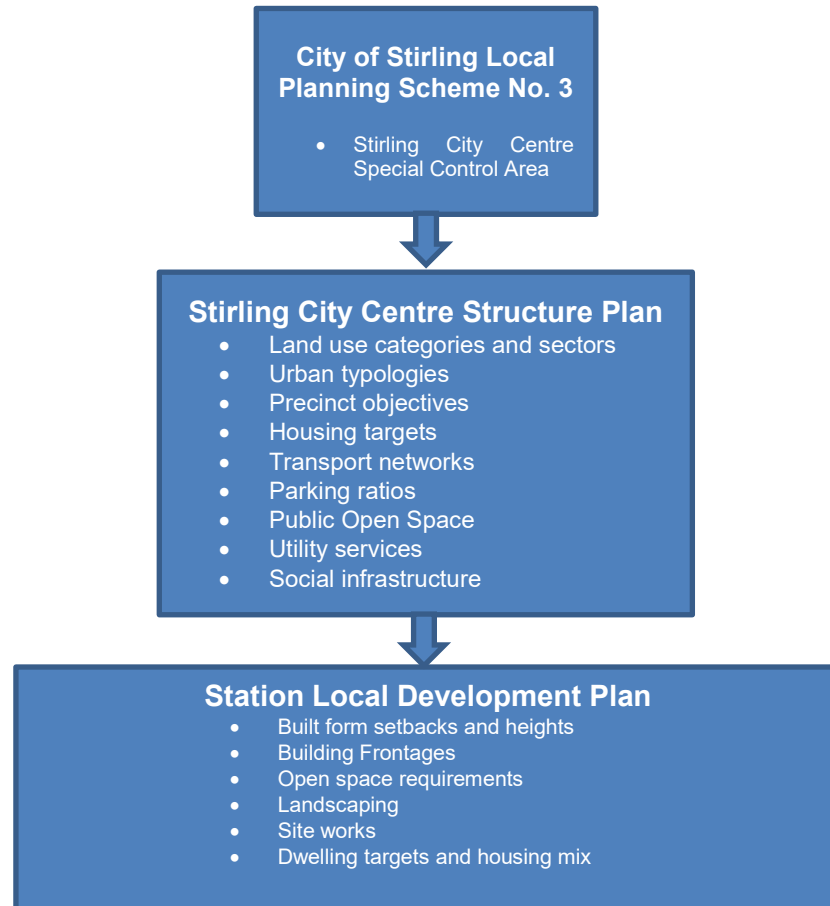 City of Stirling Local
Planning Scheme No. 3
• Stirling City Centre
Special Control Area
Stirling City Centre Structure Plan
• Land use categories and sectors
• Urban typologies
• Precinct objectives
• Housing targets
• Transport networks
• Parking ratios
• Public Open Space
• Utility services
• Social infrastructure
Station Local Development Plan
• Built form setbacks and heights
• Building Frontages
• Open space requirements
• Landscaping
• Site works
• Dwelling targets and housing mix